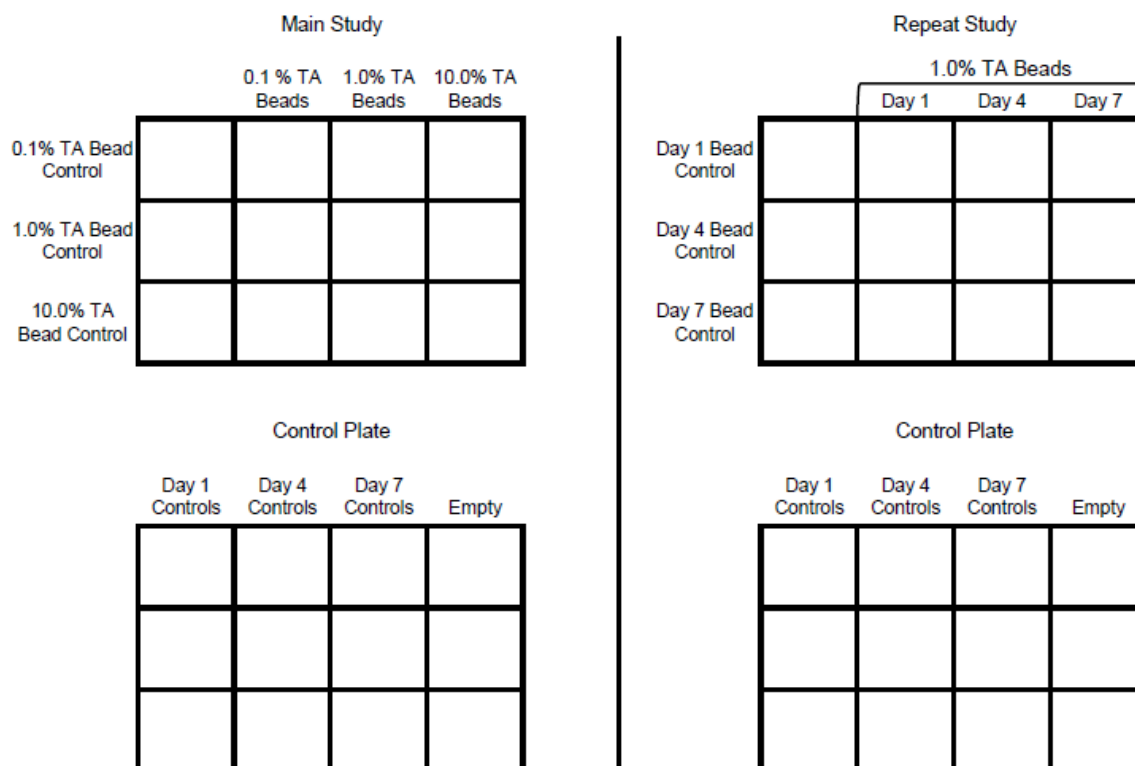 Main Study
0.1 % TA 1.0% TA 10.0% TA
Beads Beads Beads
0.1% TA Bead
Control
1.0% TA Bead
Control
10.0% TA
Bead Control
Control Plate
Day 1 Day 4 Day 7
Controls Controls Controls Empty
Repeat Study
1.0% TA Beads
Day 1 Day 4 Day 7
Day 1 Bead
Control
Day 4 Bead
Control
Day 7 Bead
Control
Control Plate
Day 1 Day 4 Day 7
Controls Controls Controls Empty